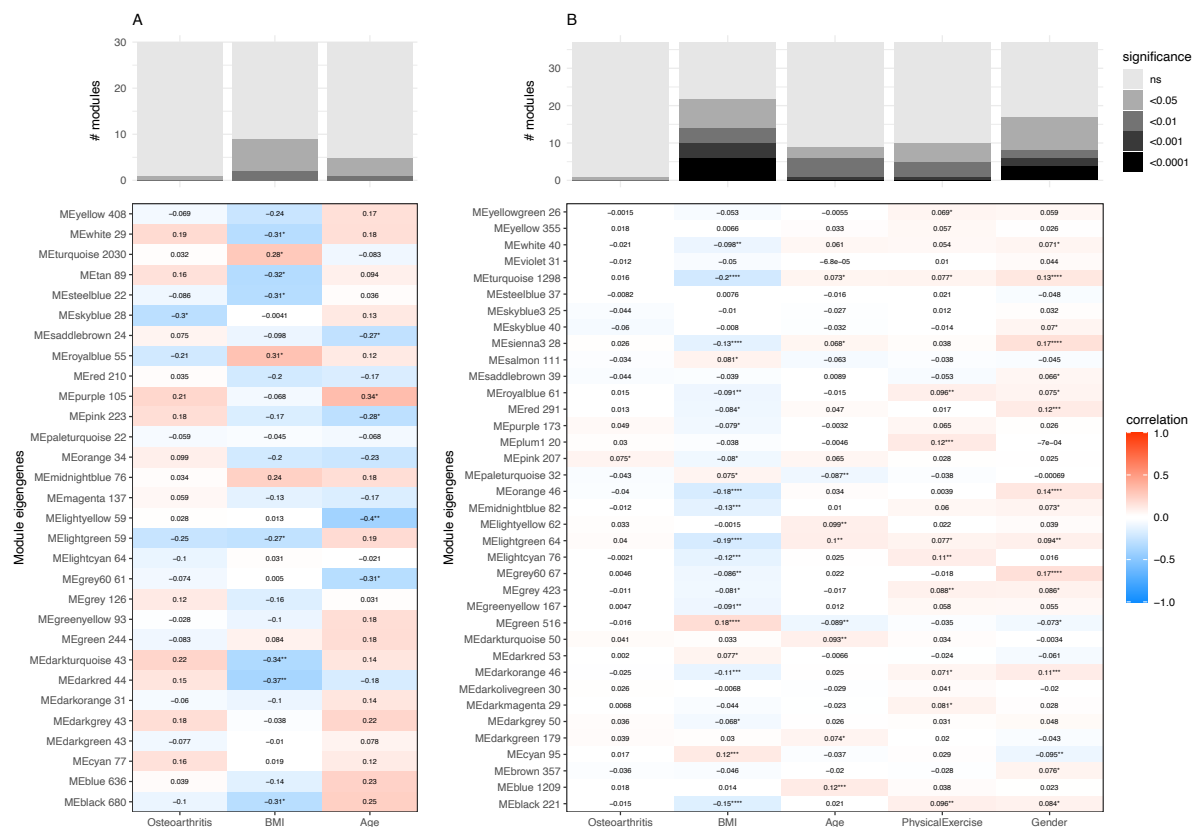 A
B
30
20
10
0
# modules
30
20
10
0
# modules
significance
ns
<0.05
<0.01
<0.001
<0.0001
Module eigengenes
MEyellow 408 −0.069 −0.24 0.17
MEwhite 29 0.19 −0.31* 0.18
MEturquoise 2030 0.032 0.28* −0.083
MEtan 89 0.16 −0.32* 0.094
MEsteelblue 22 −0.086 −0.31* 0.036
MEskyblue 28 −0.3* −0.0041 0.13
MEsaddlebrown 24 0.075 −0.098 −0.27*
MEroyalblue 55 −0.21 0.31* 0.12
MEred 210 0.035 −0.2 −0.17
MEpurple 105 0.21 −0.068 0.34*
MEpink 223 0.18 −0.17 −0.28*
MEpaleturquoise 22 −0.059 −0.045 −0.068
MEorange 34 0.099 −0.2 −0.23
MEmidnightblue 76 0.034 0.24 0.18
MEmagenta 137 0.059 −0.13 −0.17
MElightyellow 59 0.028 0.013 −0.4**
MElightgreen 59 −0.25 −0.27* 0.19
MElightcyan 64 −0.1 0.031 −0.021
MEgrey60 61 −0.074 0.005 −0.31*
MEgrey 126 0.12 −0.16 0.031
MEgreenyellow 93 −0.028 −0.1 0.18
MEgreen 244 −0.083 0.084 0.18
MEdarkturquoise 43 0.22 −0.34** 0.14
MEdarkred 44 0.15 −0.37** −0.18
MEdarkorange 31 −0.06 −0.1 0.14
MEdarkgrey 43 0.18 −0.038 0.22
MEdarkgreen 43 −0.077 −0.01 0.078
MEcyan 77 0.16 0.019 0.12
MEblue 636 0.039 −0.14 0.23
MEblack 680 −0.1 −0.31* 0.25
Osteoarthritis BMI Age
Module eigengenes
MEyellowgreen 26 −0.0015 −0.053 −0.0055 0.069* 0.059
MEyellow 355 0.018 0.0066 0.033 0.057 0.026
MEwhite 40 −0.021 −0.098** 0.061 0.054 0.071*
MEviolet 31 −0.012 −0.05 −6.8e−05 0.01 0.044
MEturquoise 1298 0.016 −0.2**** 0.073* 0.077* 0.13****
MEsteelblue 37 −0.0082 0.0076 −0.016 0.021 −0.048
MEskyblue3 25 −0.044 −0.01 −0.027 0.012 0.032
MEskyblue 40 −0.06 −0.008 −0.032 −0.014 0.07*
MEsienna3 28 0.026 −0.13**** 0.068* 0.038 0.17****
MEsalmon 111 −0.034 0.081* −0.063 −0.038 −0.045
MEsaddlebrown 39 −0.044 −0.039 0.0089 −0.053 0.066*
MEroyalblue 61 0.015 −0.091** −0.011 0.096** 0.075*
MEred 291 0.013 −0.084* 0.047 0.017 0.12***
MEpurple 173 0.049 −0.079* −0.0032 0.065 0.026
MEplum1 20 0.03 −0.038 −0.0046 0.12*** −7e−04
MEpink 207 0.075* −0.08* 0.065 0.028 0.025
MEpaleturquoise 32 −0.043 0.075* −0.087** −0.038 −0.00069
MEorange 46 −0.04 −0.18**** 0.034 0.0039 0.14****
MEmidnightblue 82 −0.012 −0.13*** 0.01 0.06 0.073*
MElightyellow 62 0.033 −0.0015 0.099** 0.022 0.039
MElightgreen 64 0.04 −0.19**** 0.1** 0.077* 0.094**
MElightcyan 76 −0.0021 −0.12*** 0.025 0.11** 0.016
MEgrey60 67 0.0046 −0.086** 0.022 −0.018 0.17****
MEgrey 423 −0.011 −0.081* −0.017 0.088** 0.086*
MEgreenyellow 167 0.0047 −0.091** 0.012 0.058 0.055
MEgreen 516 −0.016 0.18**** −0.089** −0.035 −0.073*
MEdarkturquoise 50 0.041 0.033 0.093** 0.034 −0.0034
MEdarkred 53 0.002 0.077* −0.0066 −0.024 −0.061
MEdarkorange 46 −0.025 −0.11*** −0.029 0.071* 0.11***
MEdarkolivegreen 30 0.026 −0.0068 −0.029 0.041 −0.02
MEdarkmagenta 29 0.0068 −0.044 −0.023 0.081* 0.028
MEdarkgrey 50 0.036 −0.068* 0.026 0.031 0.048
MEdarkgreen 179 0.039 0.03 0.074* 0.02 −0.043
MEcyan 95 0.017 0.12*** −0.037 0.029 −0.095**
MEbrown 357 −0.036 −0.046 −0.02 −0.028 0.076*
MEblue 1209 0.018 0.014 0.12*** 0.038 0.023
MEblack 221 −0.015 −0.15**** 0.021 0.096** 0.084*
Osteoarthritis BMI Age PhysicalExercise Gender
correlation
1.0
0.5
0.0
−0.5
−1.0